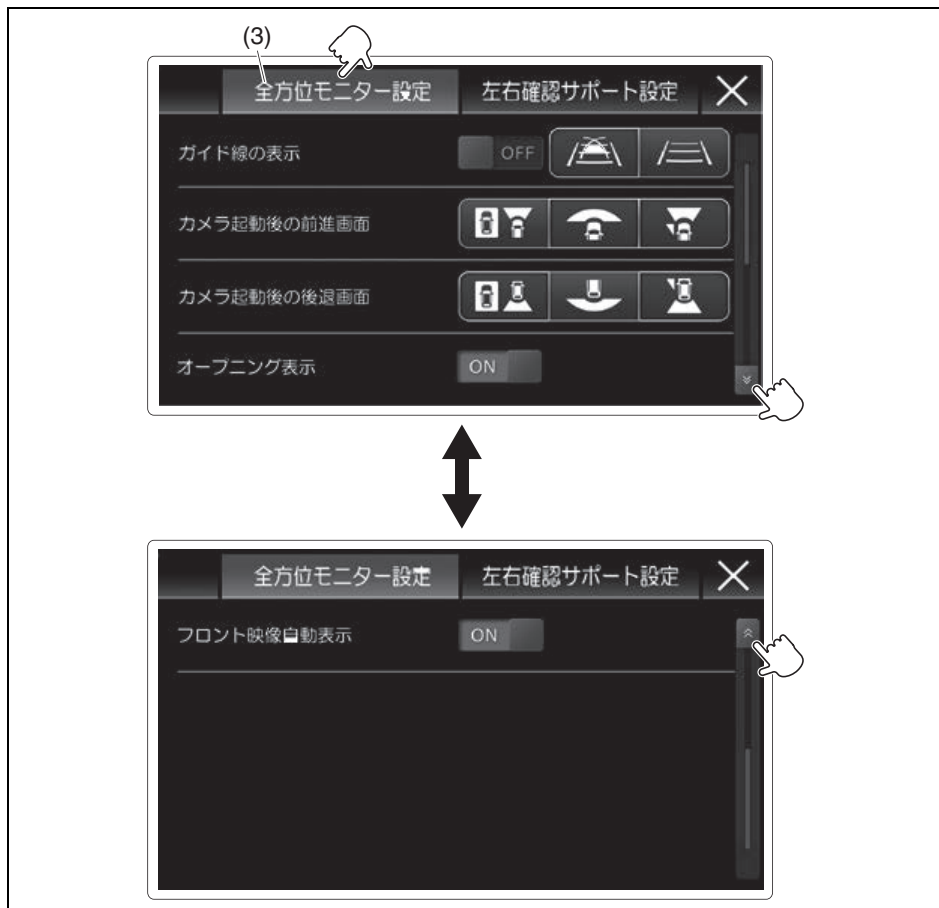 (3)
全方位モニター設定 左右確認サポート設定
ガイド線の表示 OFF
カメラ起動後の前進画面
カメラ起動後の後退画面
オープニング表示 ON
全方位モニター設定 左右確認サポート設定
フロント映像自動表示 ON